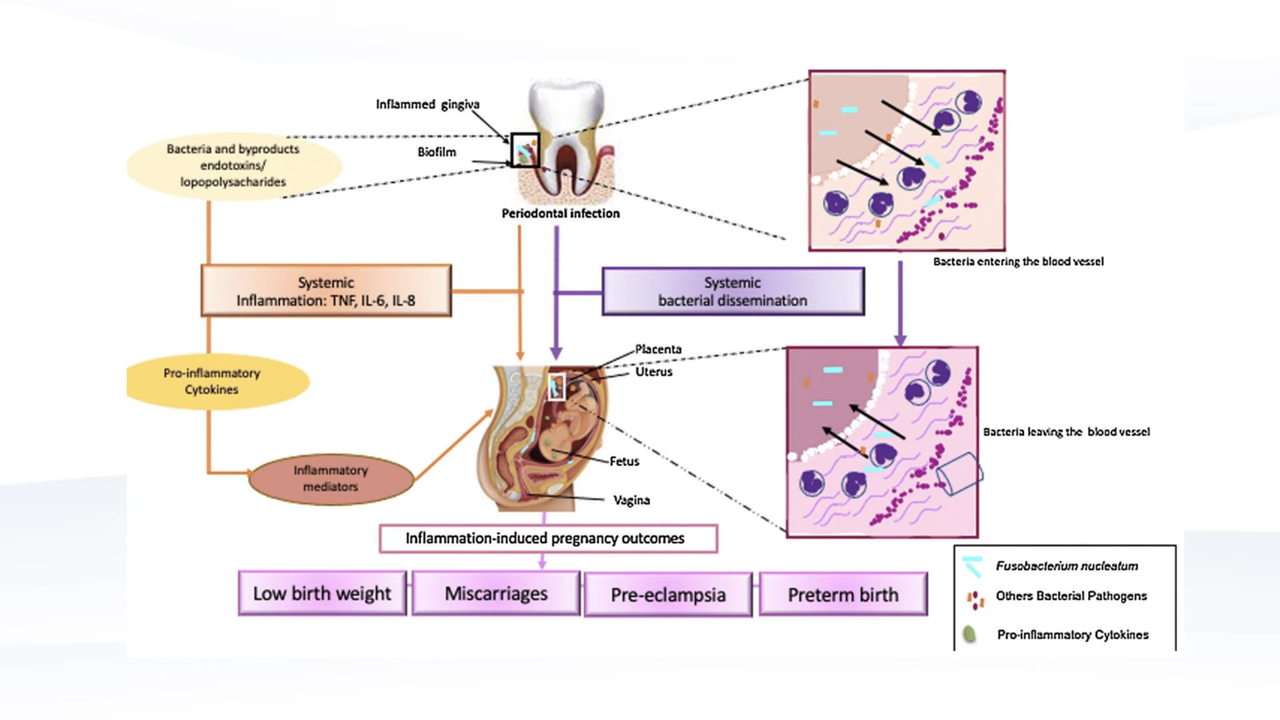 Inflammed gingiva
Biofilm
Bacteria and byproducts
endotoxins/
lopopolysacharides
Periodontal infection
Bacteria entering the blood vessel
Systemic
Inflammation: TNF, IL-6, IL-8
Systemic
bacterial dissemination
Placenta
Uterus
Pro-inflammatory
Cytokines
Bacteria leaving the blood vessel
Fetus
Inflammatory
mediators
Vagina
Inflammation-induced pregnancy outcomes
Low birth weight
Miscarriages
Pre-eclampsia
Preterm birth
Fusobacterium nucleatum
Others Bacterial Pathogens
Pro-inflammatory Cytokines